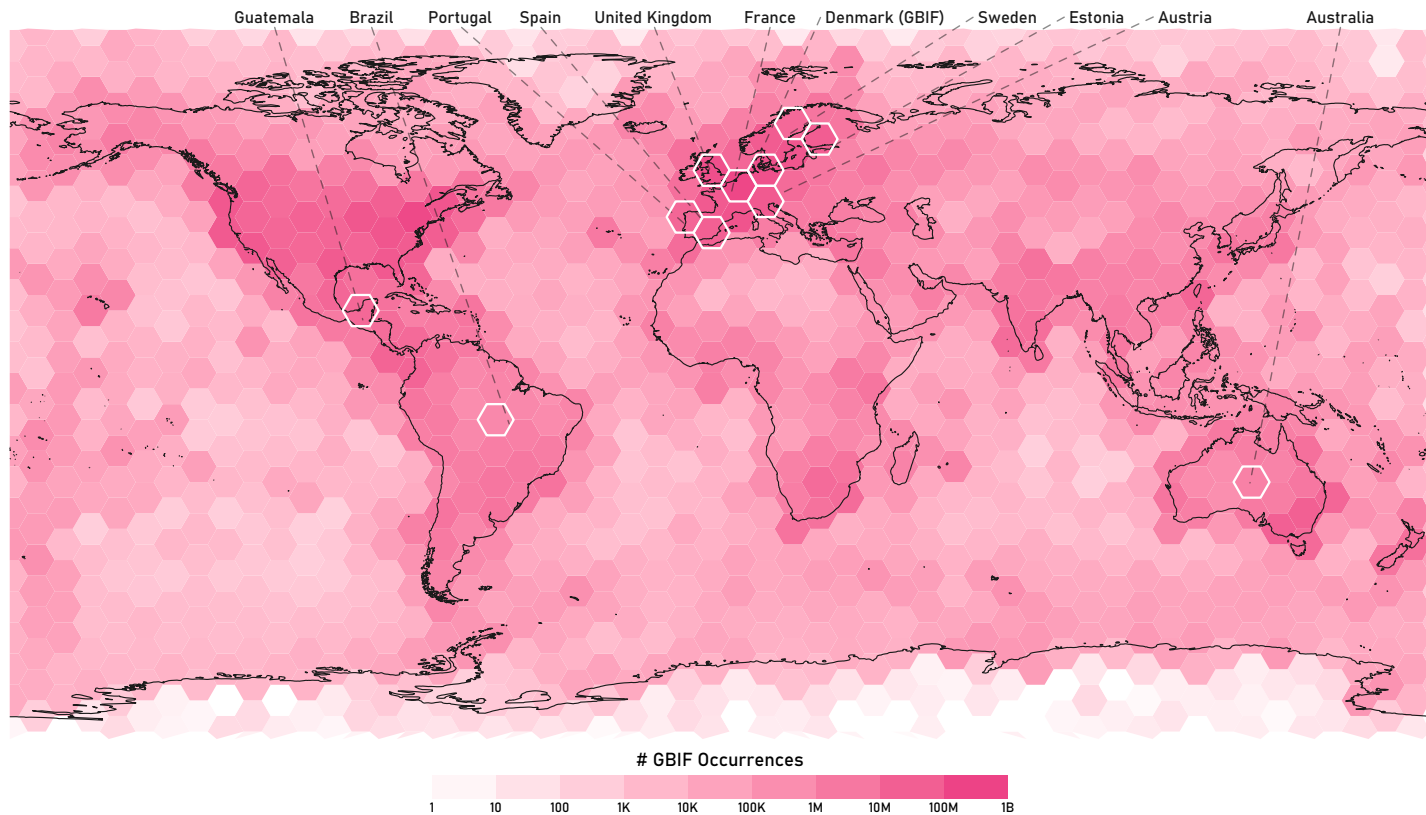 Guatemala Brazil Portugal Spain United Kingdom France Denmark (GBIF) Sweden Estonia Austria Australia
# GBIF Occurrences
1 10 100 1K 10K 100K 1M 10M 100M 1B